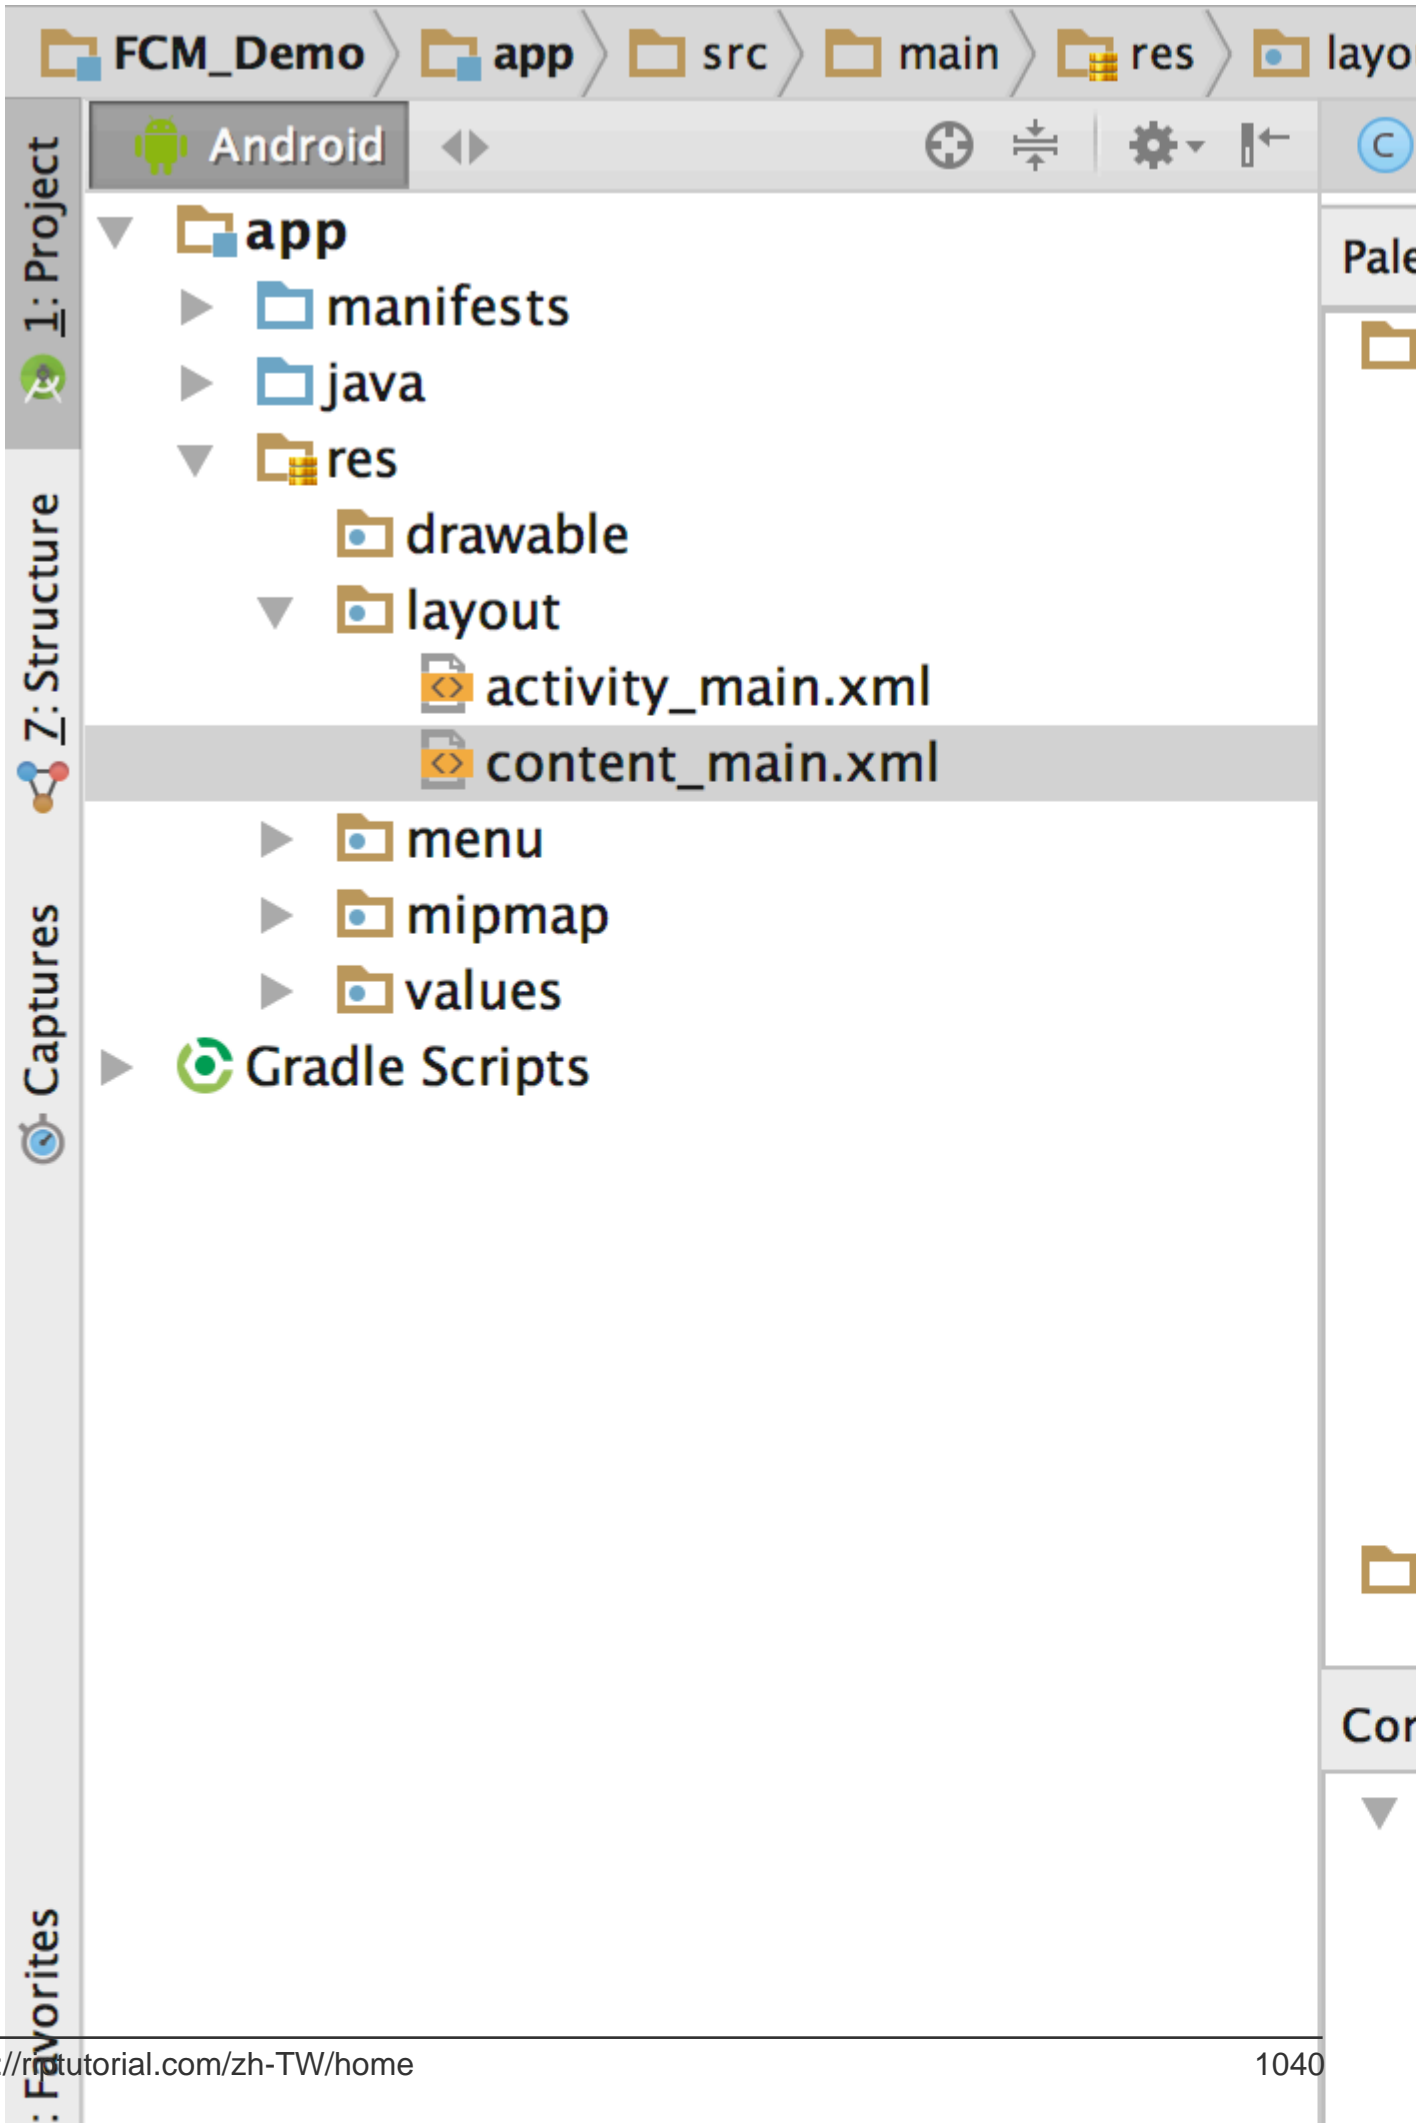 FCM_Demo app src main res layo
Android
1: Project
app
Pale
manifests
java
res
drawable
7: Structure
layout
activity_main.xml
content_main.xml
menu
mipmap
values
Captures
Gradle Scripts
Cor
: Favorites
://riptutorial.com/zh-TW/home 1040